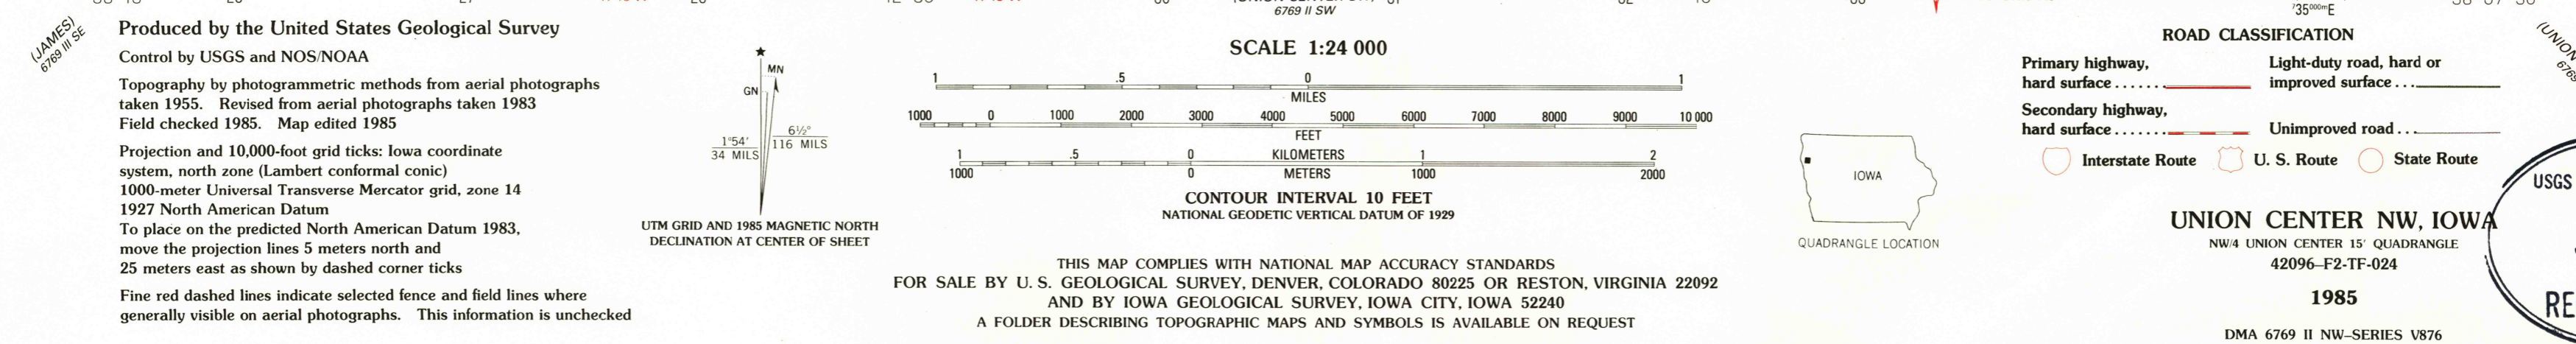 (JAMES)
6769 III SE
Produced by the United States Geological Survey
Control by USGS and NOS/NOAA
Topography by photogrammetric methods from aerial photographs
taken 1955. Revised from aerial photographs taken 1983
Field checked 1985. Map edited 1985
Projection and 10,000-foot grid ticks: Iowa coordinate
system, north zone (Lambert conformal conic)
1000-meter Universal Transverse Mercator grid, zone 14
1927 North American Datum
To place on the predicted North American Datum 1983,
move the projection lines 5 meters north and
25 meters east as shown by dashed corner ticks
Fine red dashed lines indicate selected fence and field lines where
generally visible on aerial photographs. This information is unchecked
★
MN
GN
1°54′
34 MILS
6½°
116 MILS
UTM GRID AND 1985 MAGNETIC NORTH
DECLINATION AT CENTER OF SHEET
6769 II SW
SCALE 1:24 000
1 .5 0 1
MILES
1000 0 1000 2000 3000 4000 5000 6000 7000 8000 9000 10 000
FEET
1 .5 0 KILOMETERS 1 2
1000 0 METERS 1000 2000
CONTOUR INTERVAL 10 FEET
NATIONAL GEODETIC VERTICAL DATUM OF 1929
THIS MAP COMPLIES WITH NATIONAL MAP ACCURACY STANDARDS
FOR SALE BY U. S. GEOLOGICAL SURVEY, DENVER, COLORADO 80225 OR RESTON, VIRGINIA 22092
AND BY IOWA GEOLOGICAL SURVEY, IOWA CITY, IOWA 52240
A FOLDER DESCRIBING TOPOGRAPHIC MAPS AND SYMBOLS IS AVAILABLE ON REQUEST
IOWA
QUADRANGLE LOCATION
⁷35⁰⁰⁰ᵐE
ROAD CLASSIFICATION
Primary highway,
hard surface.......
Light-duty road, hard or
improved surface...
Secondary highway,
hard surface.......
Unimproved road...
Interstate Route U. S. Route State Route
UNION CENTER NW, IOWA
NW/4 UNION CENTER 15′ QUADRANGLE
42096–F2–TF–024
1985
DMA 6769 II NW–SERIES V876
(UNION
USGS